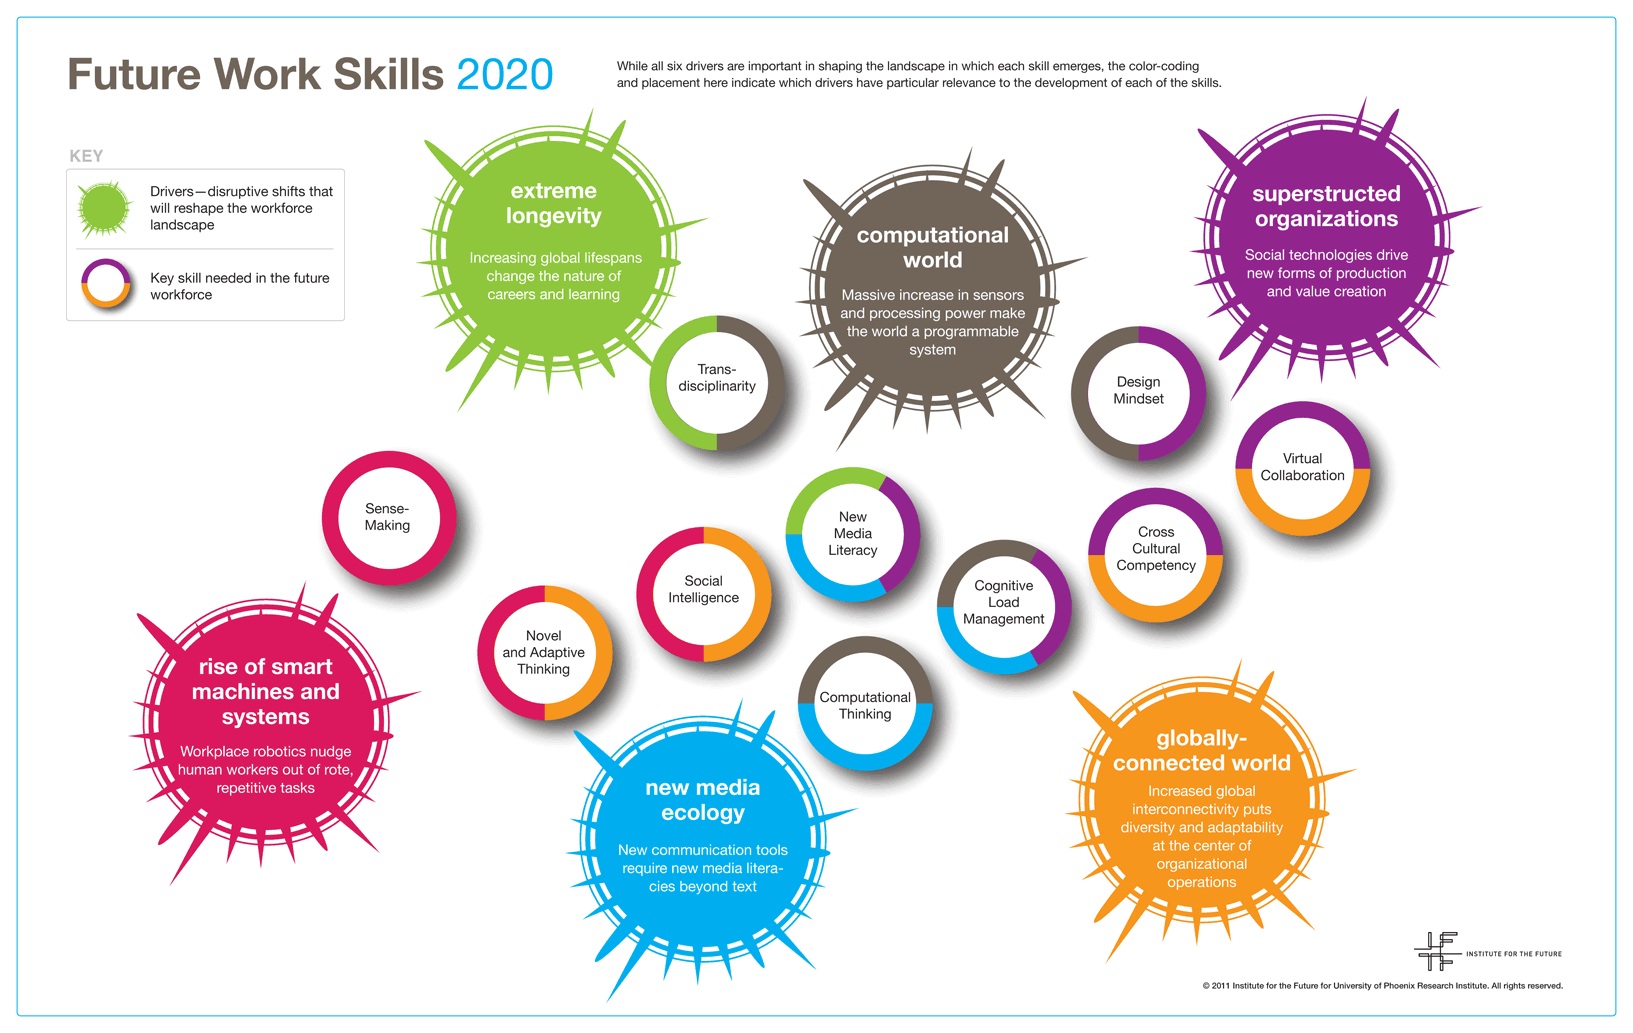 Future Work Skills 2020
While all six drivers are important in shaping the landscape in which each skill emerges, the color-coding
and placement here indicate which drivers have particular relevance to the development of each of the skills.
KEY
Drivers—disruptive shifts that
will reshape the workforce
landscape
Key skill needed in the future
workforce
extreme
longevity
Increasing global lifespans
change the nature of
careers and learning
computational
world
Massive increase in sensors
and processing power make
the world a programmable
system
superstructed
organizations
Social technologies drive
new forms of production
and value creation
Trans-
disciplinarity
Design
Mindset
Virtual
Collaboration
Sense-
Making
New
Media
Literacy
Cross
Cultural
Competency
Social
Intelligence
Cognitive
Load
Management
Novel
and Adaptive
Thinking
Computational
Thinking
rise of smart
machines and
systems
Workplace robotics nudge
human workers out of rote,
repetitive tasks
new media
ecology
New communication tools
require new media litera-
cies beyond text
globally-
connected world
Increased global
interconnectivity puts
diversity and adaptability
at the center of
organizational
operations
INSTITUTE FOR THE FUTURE
© 2011 Institute for the Future for University of Phoenix Research Institute. All rights reserved.